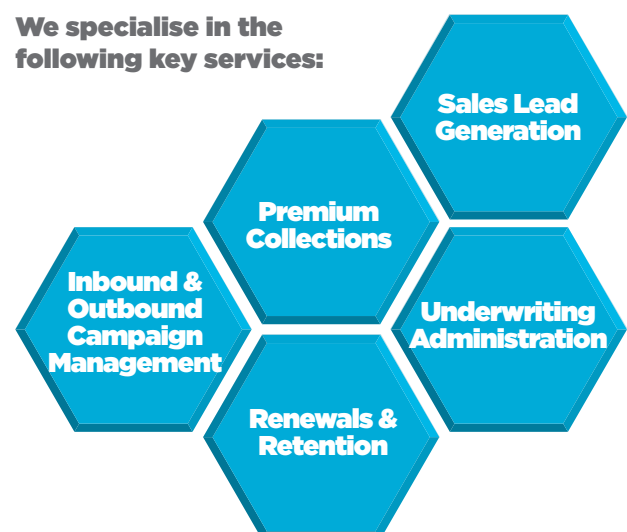 We specialise in the
following key services:
Sales Lead
Generation
Premium
Collections
Inbound &
Outbound
Campaign
Management
Underwriting
Administration
Renewals &
Retention